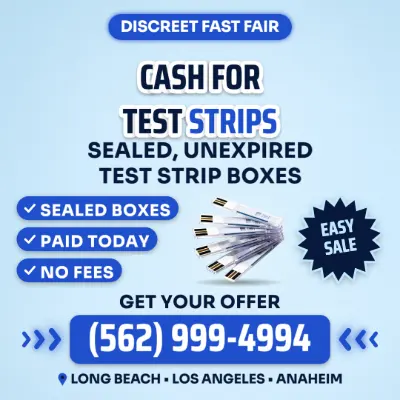 DISCREET FAST FAIR
CASH FOR
TEST STRIPS
SEALED, UNEXPIRED
TEST STRIP BOXES
SEALED BOXES
PAID TODAY
NO FEES
EASY
SALE
GET YOUR OFFER
(562) 999-4994
LONG BEACH • LOS ANGELES • ANAHEIM